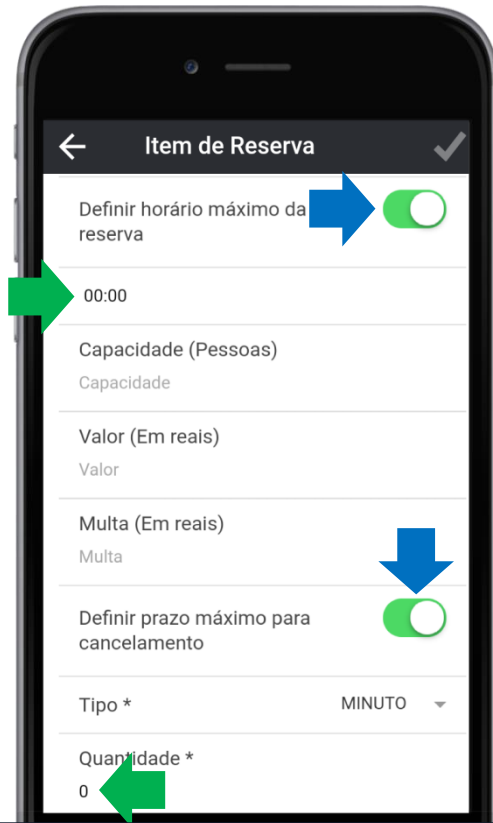 Item de Reserva
Definir horário máximo da
reserva
00:00
Capacidade (Pessoas)
Capacidade
Valor (Em reais)
Valor
Multa (Em reais)
Multa
Definir prazo máximo para
cancelamento
Tipo * MINUTO
Quantidade *
0